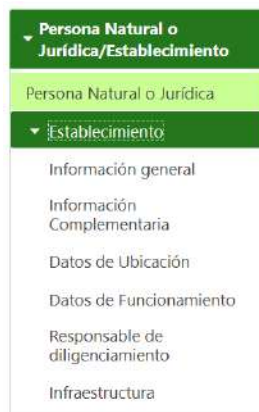 Persona Natural o
Jurídica/Establecimiento
Persona Natural o Jurídica
Establecimiento
Información general
Información
Complementaria
Datos de Ubicación
Datos de Funcionamiento
Responsable de
diligenciamiento
Infraestructura